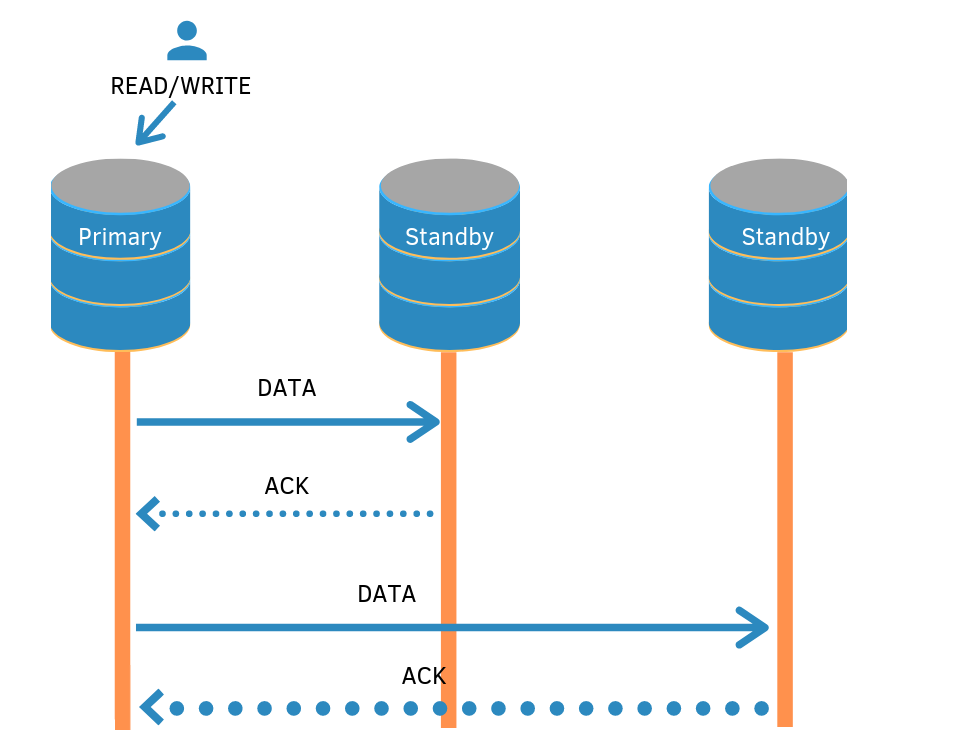 READ/WRITE
Primary
Standby
Standby
DATA
ACK
DATA
ACK